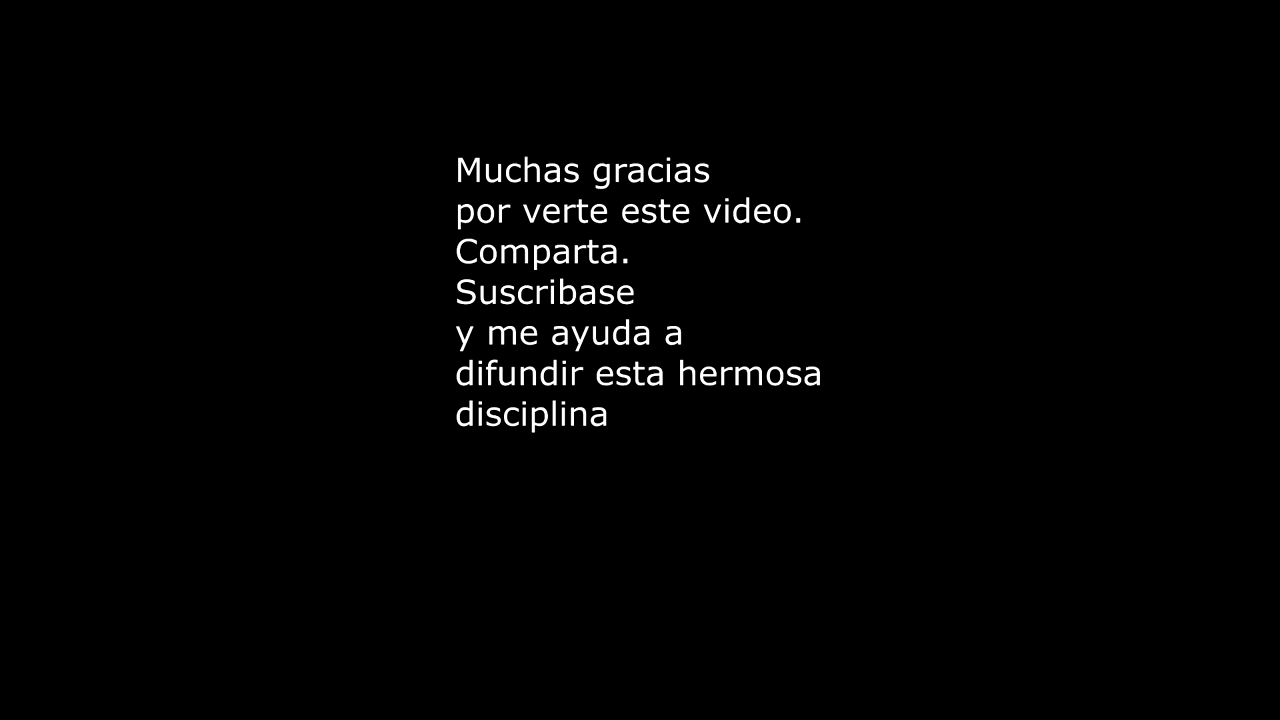 Muchas gracias
por verte este video.
Comparta.
Suscribase
y me ayuda a
difundir esta hermosa
disciplina